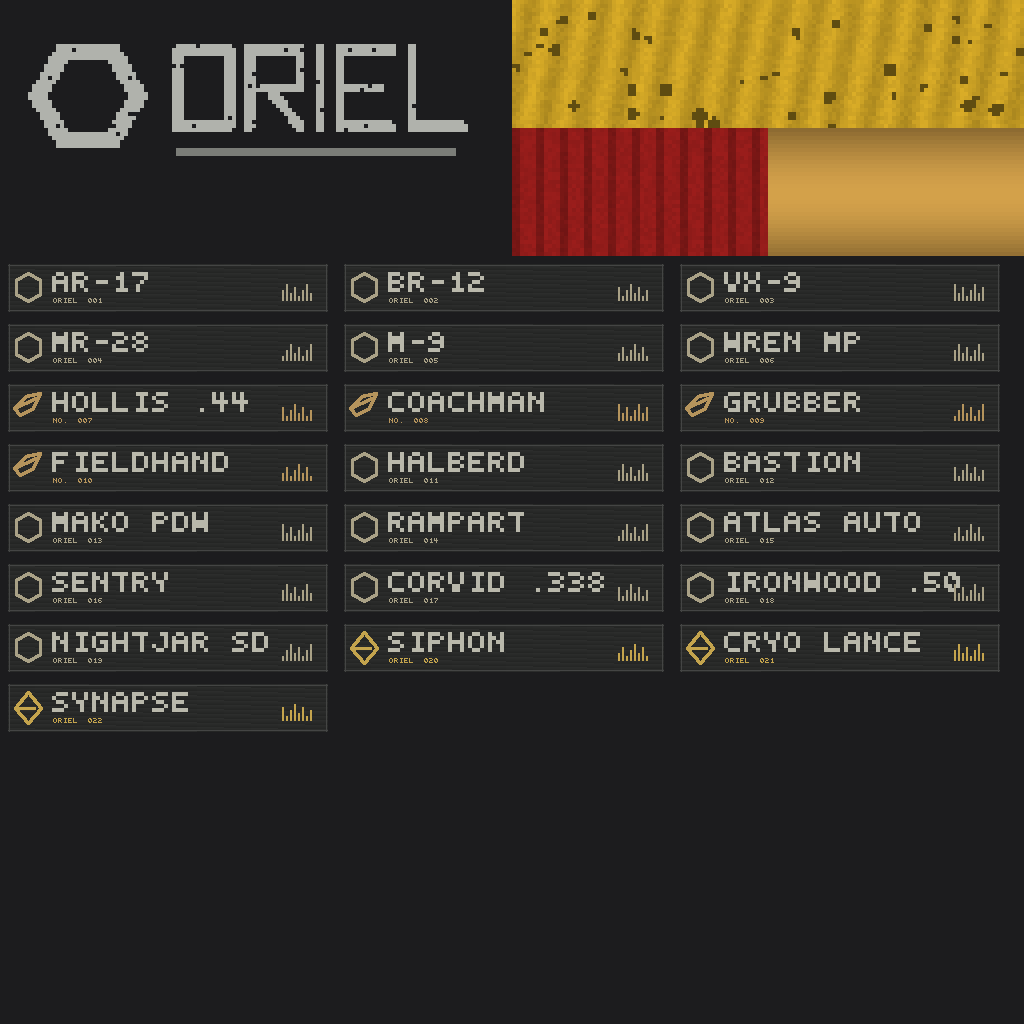 ORIEL
AR-17
ORIEL 001
BR-12
ORIEL 002
VX-9
ORIEL 003
MR-28
ORIEL 004
M-9
ORIEL 005
WREN MP
ORIEL 006
HOLLIS .44
NO. 007
COACHMAN
NO. 008
GRUBBER
NO. 009
FIELDHAND
NO. 010
HALBERD
ORIEL 011
BASTION
ORIEL 012
MAKO PDW
ORIEL 013
RAMPART
ORIEL 014
ATLAS AUTO
ORIEL 015
SENTRY
ORIEL 016
CORVID .338
ORIEL 017
IRONWOOD .50
ORIEL 018
NIGHTJAR SD
ORIEL 019
SIPHON
ORIEL 020
CRYO LANCE
ORIEL 021
SYNAPSE
ORIEL 022